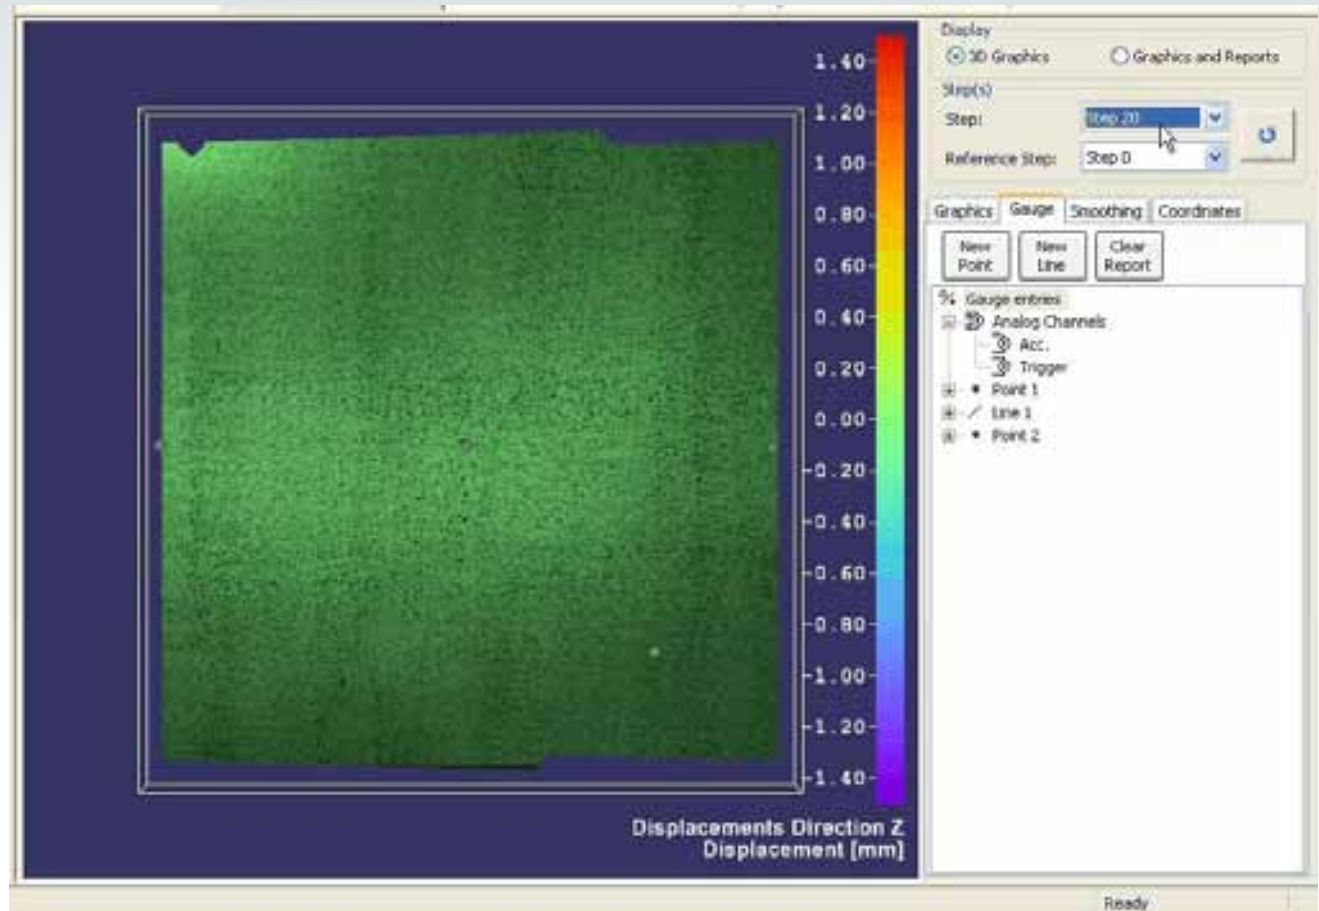 1.40
1.20
1.00
0.80
0.60
0.40
0.20
0.00
-0.20
-0.40
-0.60
-0.80
-1.00
-1.20
-1.40
Displacements Direction Z
Displacement [mm]
Display
3D Graphics
Graphics and Reports
Step(s)
Step:
Step 20
Reference Step:
Step 0
Graphics
Gauge
Smoothing
Coordinates
New
Point
New
Line
Clear
Report
Gauge entries
Analog Channels
Acc.
Trigger
Point 1
Line 1
Point 2
Ready